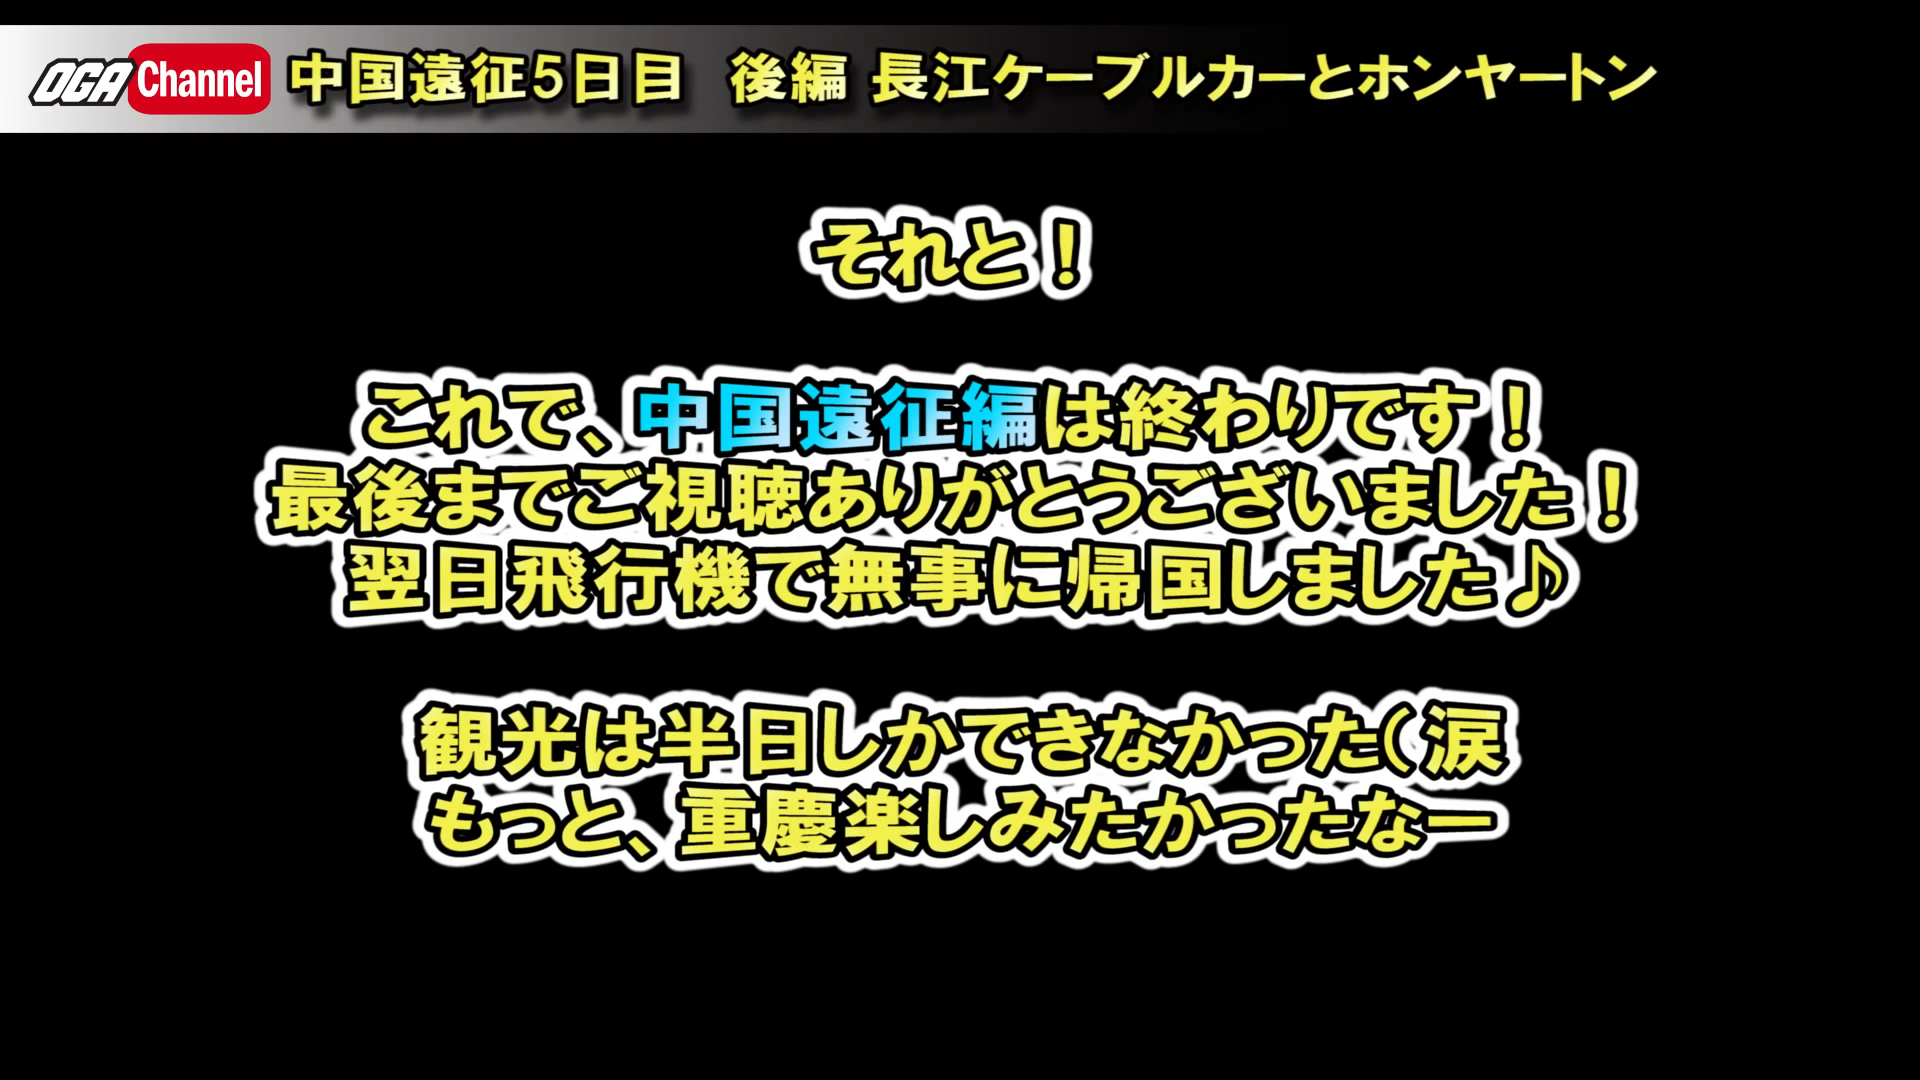 OGA Channel 中国遠征5日目 後編 長江ケーブルカーとホンヤートン
それと！
これで、中国遠征編は終わりです！
最後までご視聴ありがとうございました！
翌日飛行機で無事に帰国しました♪
観光は半日しかできなかった（涙
もっと、重慶楽しみたかったなー